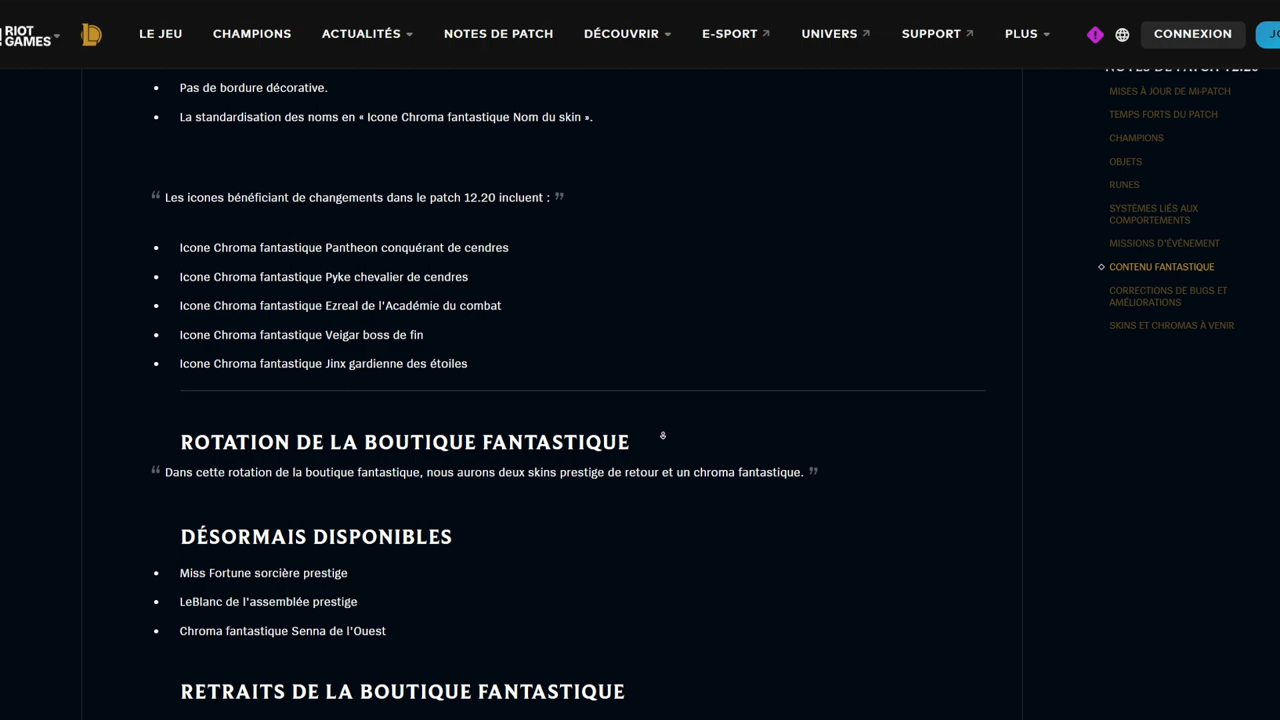 RIOT GAMES
LE JEU
CHAMPIONS
ACTUALITÉS
NOTES DE PATCH
DÉCOUVRIR
E-SPORT
UNIVERS
SUPPORT
PLUS
CONNEXION
JO
Pas de bordure décorative.
La standardisation des noms en « Icone Chroma fantastique Nom du skin ».
“ Les icones bénéficiant de changements dans le patch 12.20 incluent : ”
Icone Chroma fantastique Pantheon conquérant de cendres
Icone Chroma fantastique Pyke chevalier de cendres
Icone Chroma fantastique Ezreal de l'Académie du combat
Icone Chroma fantastique Veigar boss de fin
Icone Chroma fantastique Jinx gardienne des étoiles
ROTATION DE LA BOUTIQUE FANTASTIQUE
“ Dans cette rotation de la boutique fantastique, nous aurons deux skins prestige de retour et un chroma fantastique. ”
DÉSORMAIS DISPONIBLES
Miss Fortune sorcière prestige
LeBlanc de l'assemblée prestige
Chroma fantastique Senna de l'Ouest
RETRAITS DE LA BOUTIQUE FANTASTIQUE
NOTES DE PATCH 12.20
MISES À JOUR DE MI-PATCH
TEMPS FORTS DU PATCH
CHAMPIONS
OBJETS
RUNES
SYSTÈMES LIÉS AUX
COMPORTEMENTS
MISSIONS D'ÉVÉNEMENT
CONTENU FANTASTIQUE
CORRECTIONS DE BUGS ET
AMÉLIORATIONS
SKINS ET CHROMAS À VENIR